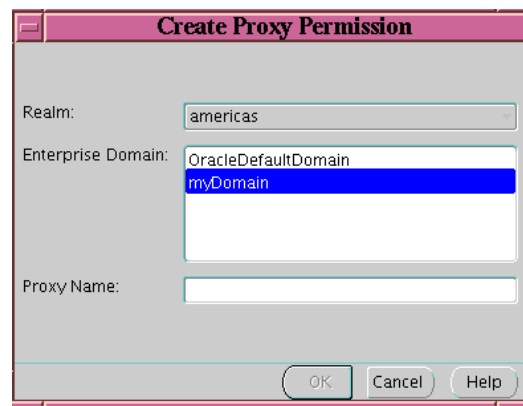 Create Proxy Permission
Realm:
americas
Enterprise Domain:
OracleDefaultDomain
myDomain
Proxy Name:
OK
Cancel
Help